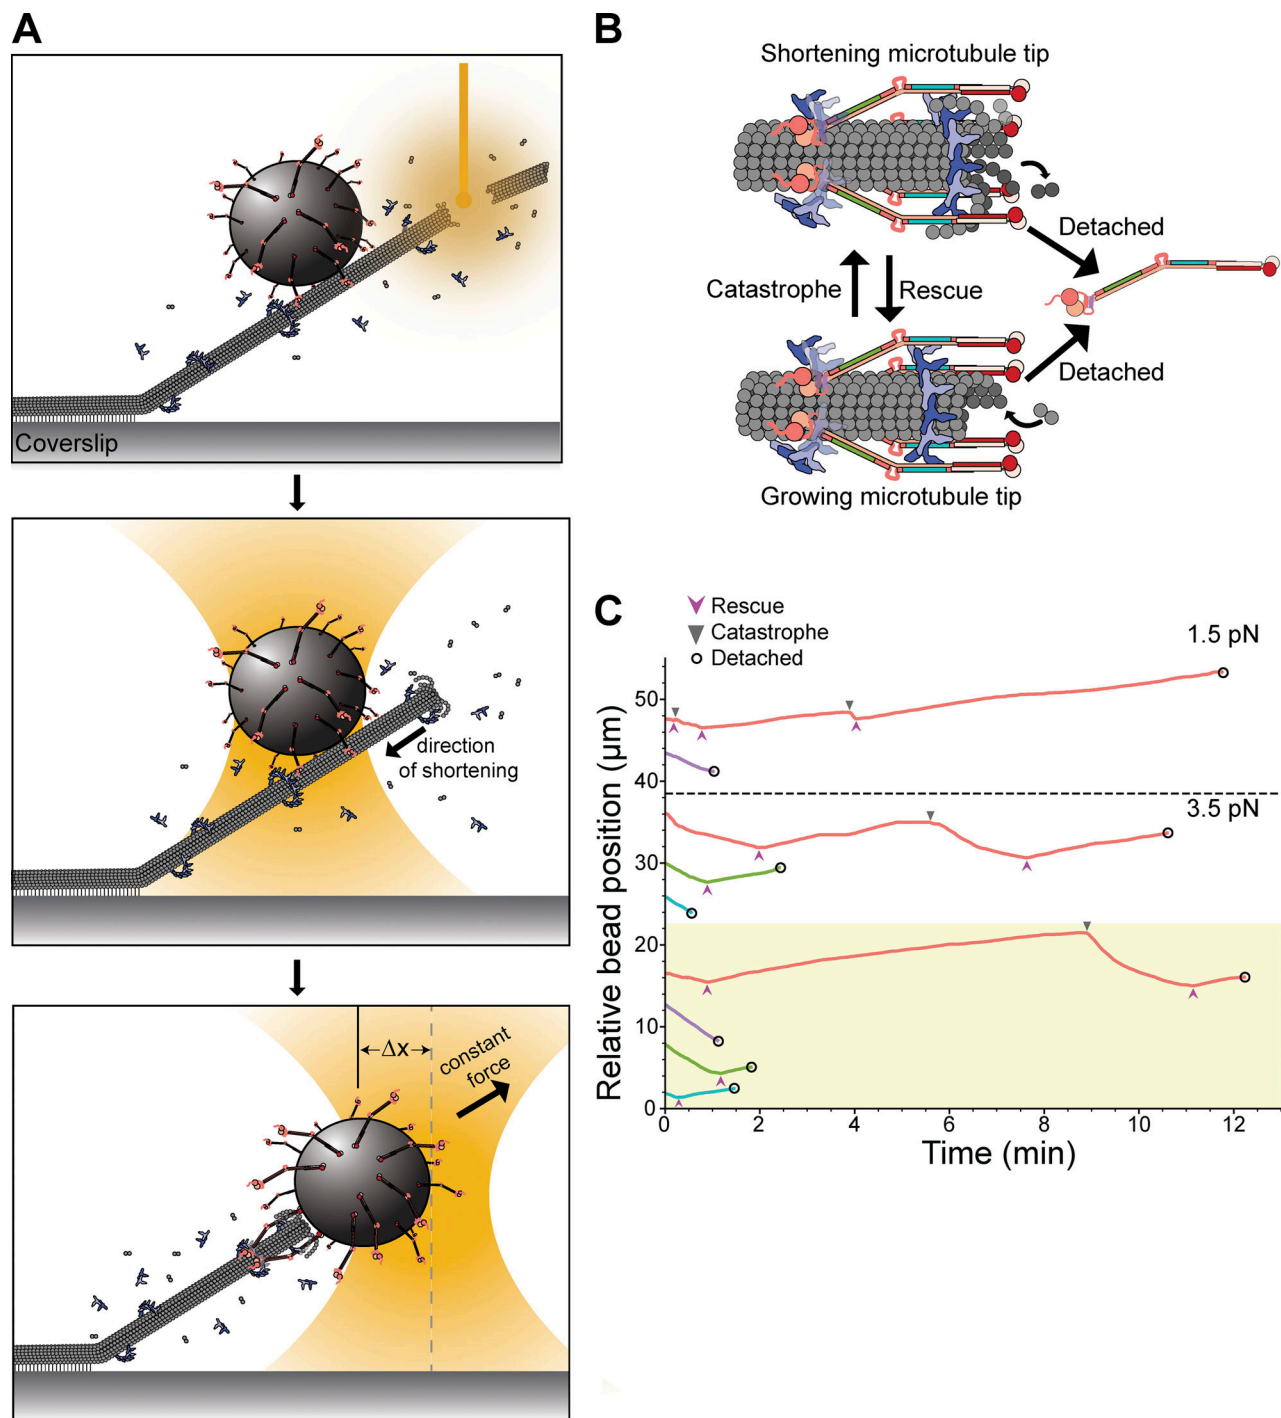 A
Coverslip
direction
of shortening
Δx
constant
force
B
Shortening microtubule tip
Detached
Catastrophe
Rescue
Detached
Growing microtubule tip
C
Rescue
Catastrophe
Detached
1.5 pN
3.5 pN
Relative bead position (µm)
50
40
30
20
10
0
0 2 4 6 8 10 12
Time (min)